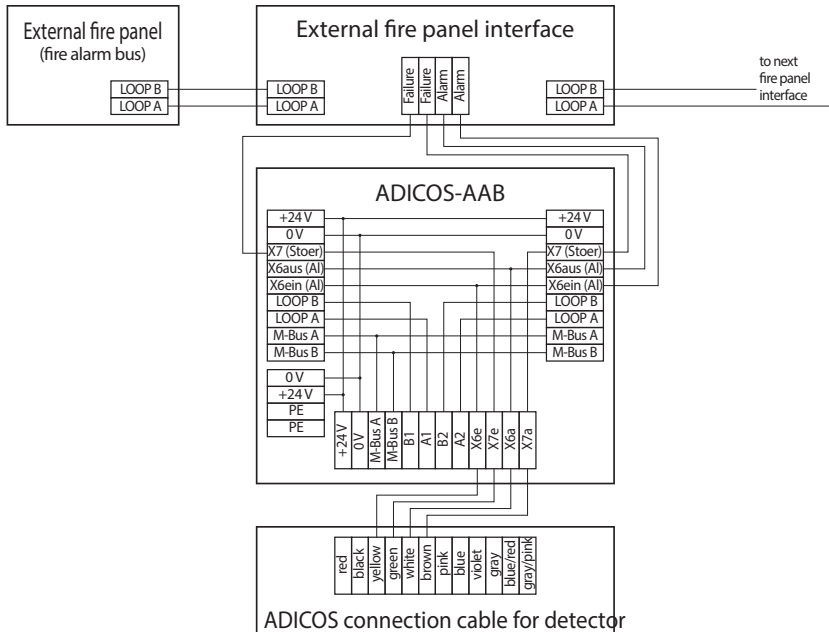 External fire panel
(fire alarm bus)
LOOP B
LOOP A
External fire panel interface
LOOP B
LOOP A
Failure
Failure
Alarm
Alarm
LOOP B
LOOP A
to next
fire panel
interface
ADICOS-AAB
+24 V
0 V
X7 (Stoer)
X6aus (Al)
X6ein (Al)
LOOP B
LOOP A
M-Bus A
M-Bus B
+24 V
0 V
X7 (Stoer)
X6aus (Al)
X6ein (Al)
LOOP B
LOOP A
M-Bus A
M-Bus B
0 V
+24 V
PE
PE
+24 V
0 V
M-Bus A
M-Bus B
B1
A1
B2
A2
X6e
X7e
X6a
X7a
red
black
yellow
green
white
brown
pink
blue
violet
gray
blue/red
gray/pink
ADICOS connection cable for detector